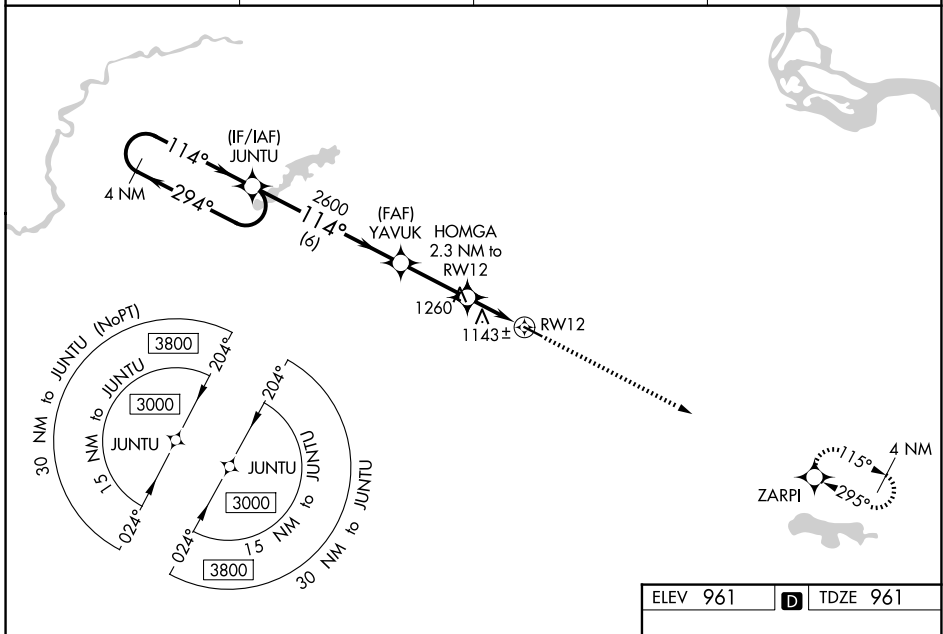 (IF/IAF)
JUNTU
114°
4 NM
294°
2600
114°
(6)
(FAF)
YAVUK
HOMGA
2.3 NM to
RW12
1260
1143±
RW12
30 NM to JUNTU (NoPT)
3800
204°
15 NM to JUNTU
3000
JUNTU
024°
204°
JUNTU
3000
15 NM to JUNTU
024°
3800
30 NM to JUNTU
115°
4 NM
295°
ZARPI
ELEV 961 D TDZE 961